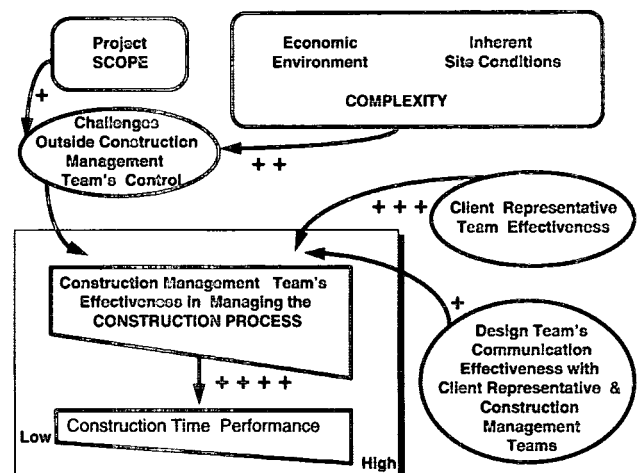 Project
SCOPE
Economic
Environment
Inherent
Site Conditions
COMPLEXITY
+
Challenges
Outside Construction
Management
Team's Control
+ +
+ + +
Client Representative
Team Effectiveness
Construction Management Team's
Effectiveness in Managing the
CONSTRUCTION PROCESS
+
Design Team's
Communication
Effectiveness with
Client Representative &
Construction
Management
Teams
+ + + +
Construction Time Performance
Low
High